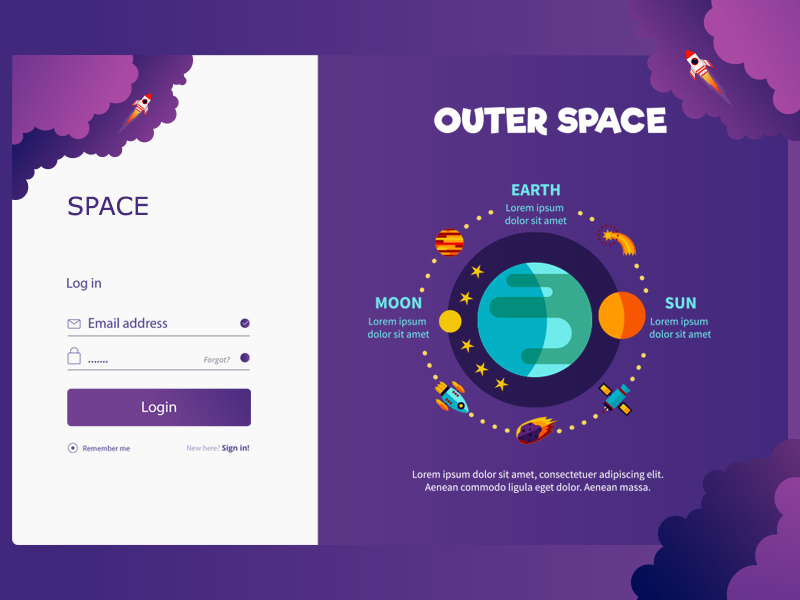 SPACE
Log in
Email address
.......
Forgot?
Login
Remember me
New here? Sign in!
OUTER SPACE
EARTH
Lorem ipsum
dolor sit amet
MOON
Lorem ipsum
dolor sit amet
SUN
Lorem ipsum
dolor sit amet
Lorem ipsum dolor sit amet, consectetuer adipiscing elit.
Aenean commodo ligula eget dolor. Aenean massa.